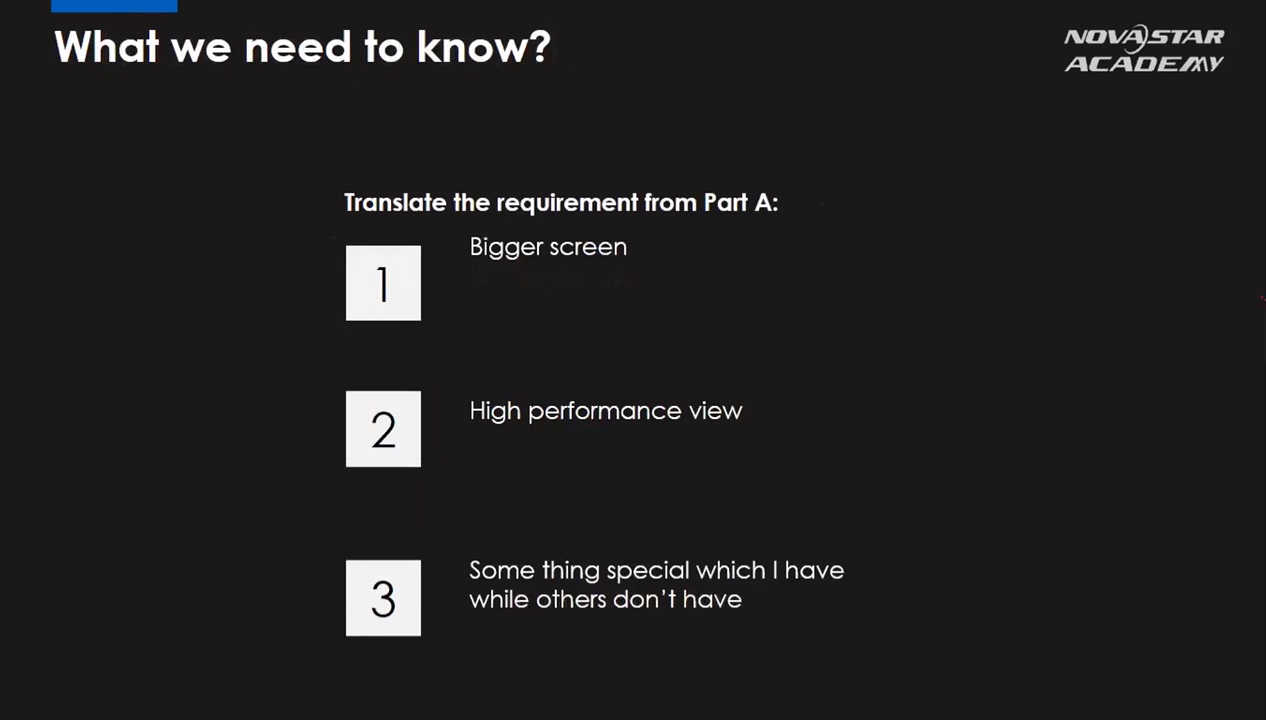 What we need to know?
NOVASTAR
ACADEMY
Translate the requirement from Part A:
1
Bigger screen
2
High performance view
3
Some thing special which I have
while others don't have